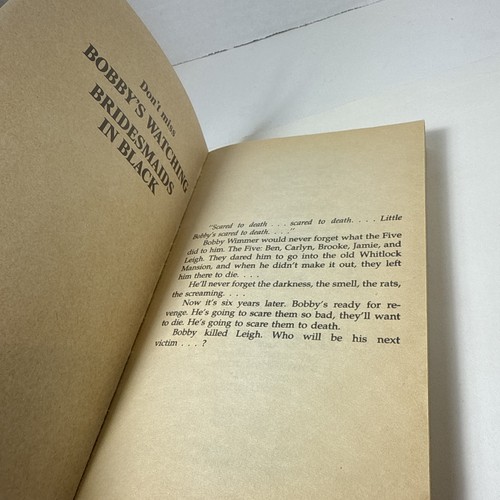 Don't miss
BOBBY'S WATCHING
BRIDESMAIDS
IN BLACK
"Scared to death . . . scared to death. . . . Little
Bobby's scared to death. . . ."
Bobby Wimmer would never forget what the Five
did to him. The Five: Ben, Carlyn, Brooke, Jamie, and
Leigh. They dared him to go into the old Whitlock
Mansion, and when he didn't make it out, they left
him there to die. . . .
He'll never forget the darkness, the smell, the rats,
the screaming. . . .
Now it's six years later. Bobby's ready for re-
venge. He's going to scare them so bad, they'll want
to die. He's going to scare them to death.
Bobby killed Leigh. Who will be his next
victim . . . ?